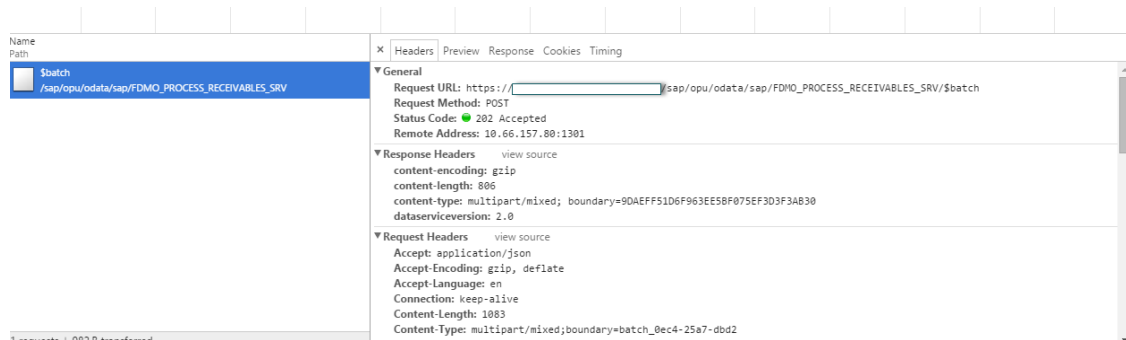 Name
Path
$batch
/sap/opu/odata/sap/FDMO_PROCESS_RECEIVABLES_SRV
× Headers Preview Response Cookies Timing
▼General
Request URL: https:// /sap/opu/odata/sap/FDMO_PROCESS_RECEIVABLES_SRV/$batch
Request Method: POST
Status Code: 202 Accepted
Remote Address: 10.66.157.80:1301
▼Response Headers view source
content-encoding: gzip
content-length: 806
content-type: multipart/mixed; boundary=9DAEFF51D6F963EE5BF075EF3D3F3AB30
dataserviceversion: 2.0
▼Request Headers view source
Accept: application/json
Accept-Encoding: gzip, deflate
Accept-Language: en
Connection: keep-alive
Content-Length: 1083
Content-Type: multipart/mixed;boundary=batch_0ec4-25a7-dbd2